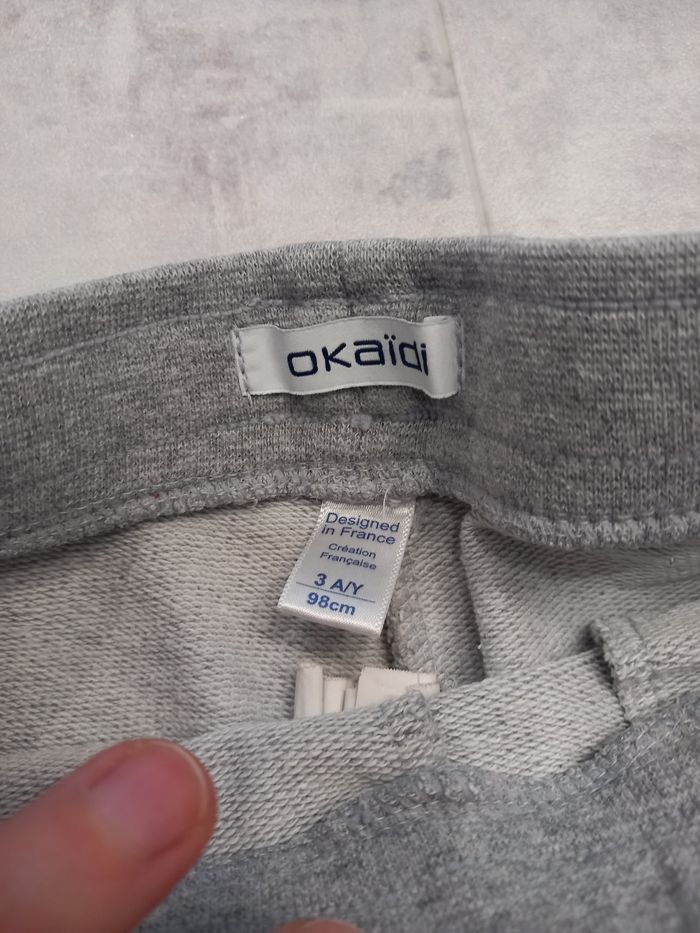 oKaïdi
Designed
in France
Création
Française
3 A/Y
98cm